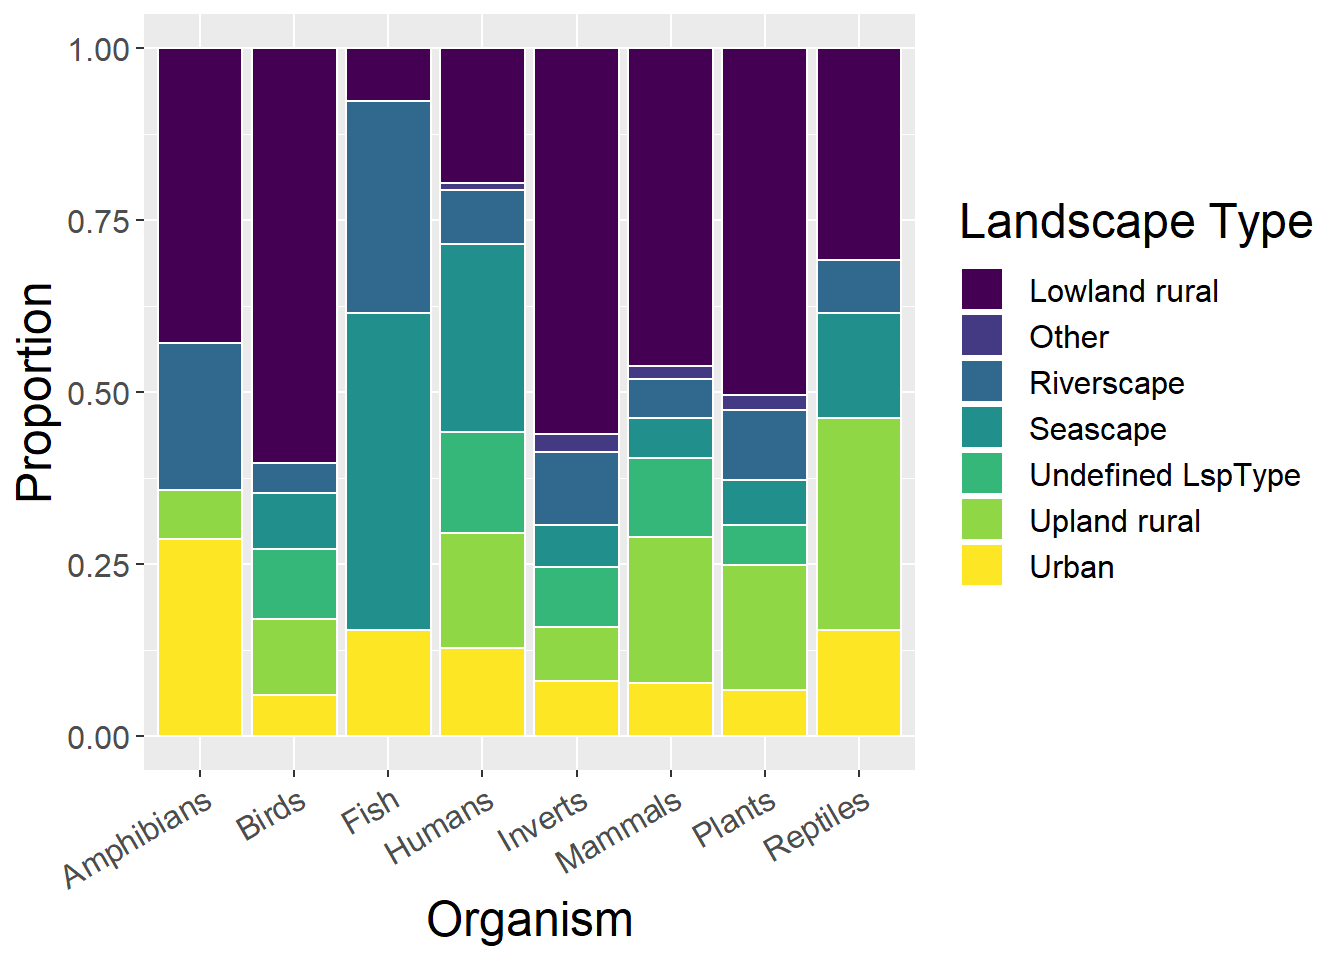 1.00
0.75
0.50
0.25
0.00
Proportion
Amphibians
Birds
Fish
Humans
Inverts
Mammals
Plants
Reptiles
Organism
Landscape Type
Lowland rural
Other
Riverscape
Seascape
Undefined LspType
Upland rural
Urban